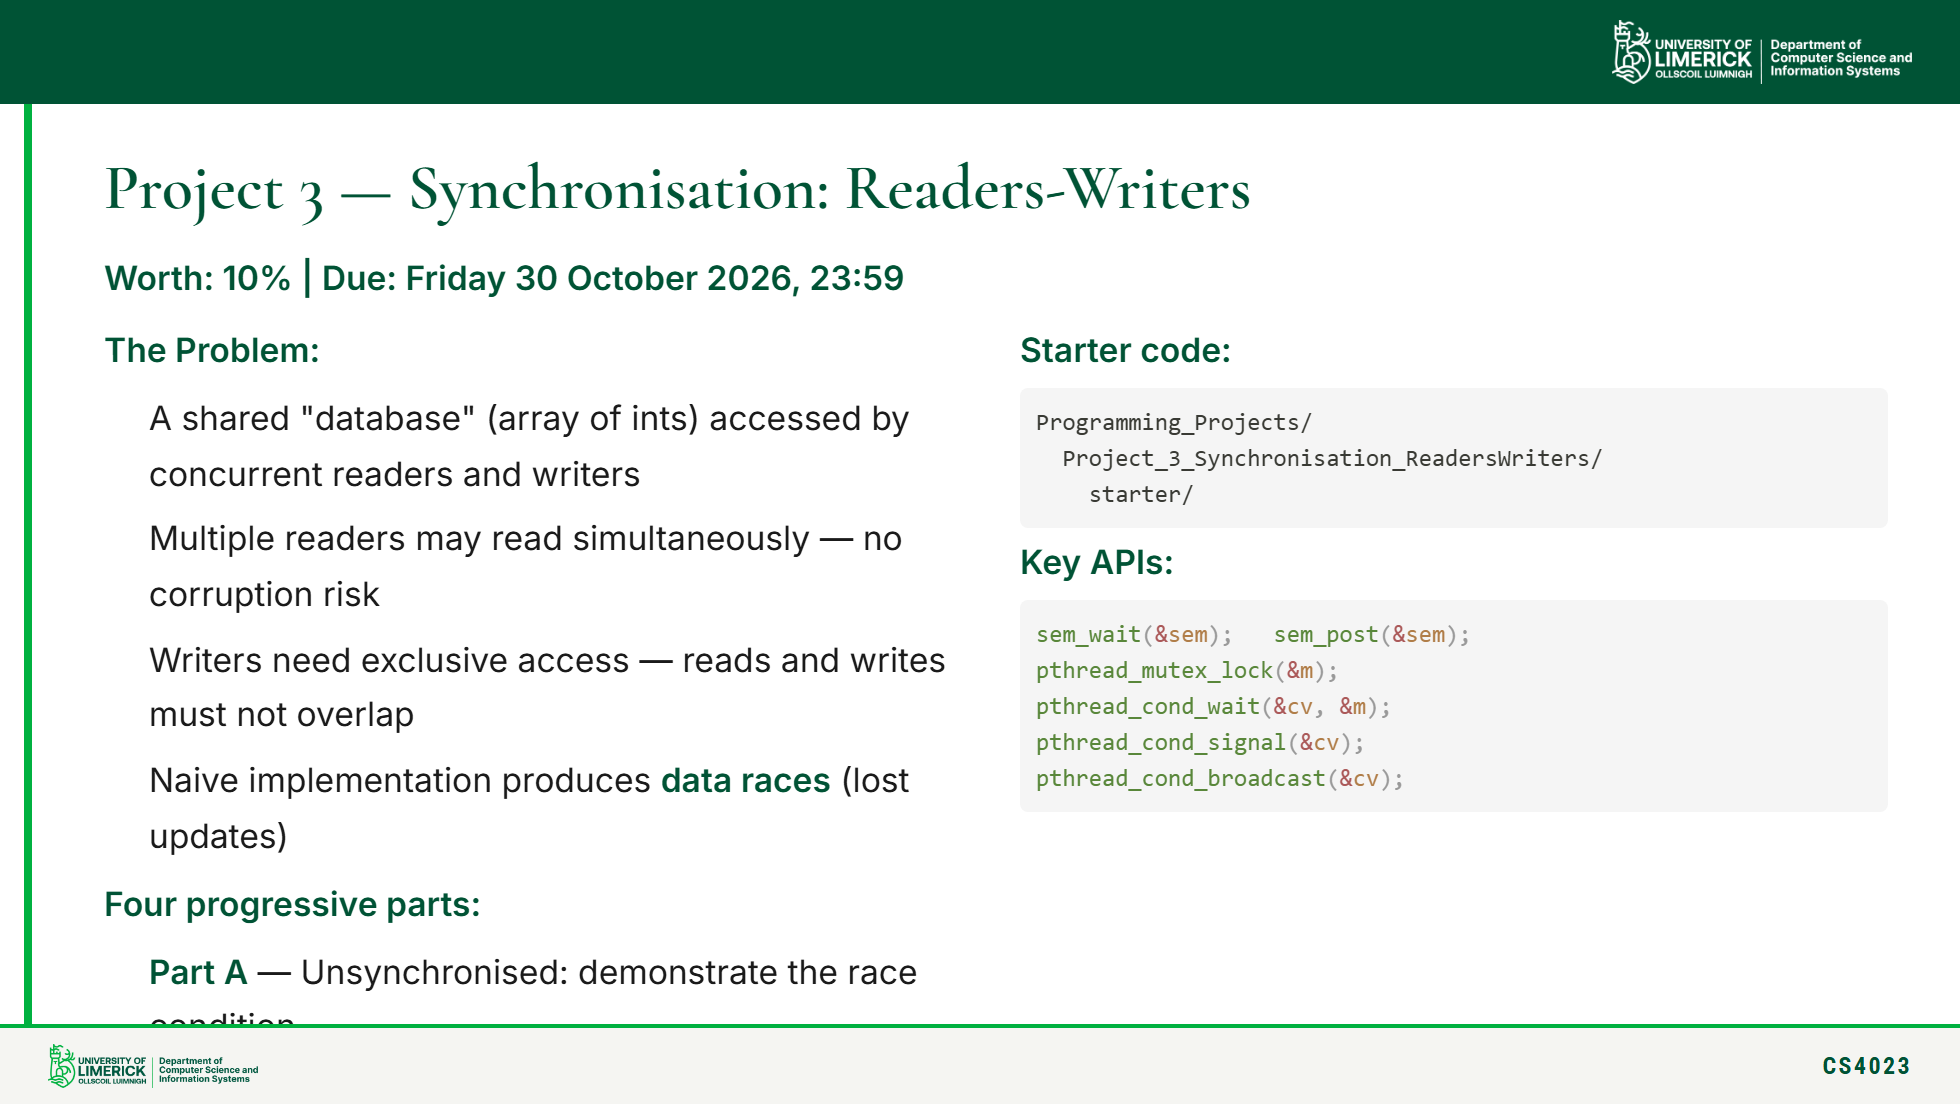 UNIVERSITY OF
LIMERICK
OLLSCOIL LUIMNIGH
Department of
Computer Science and
Information Systems
Project 3 — Synchronisation: Readers-Writers
Worth: 10% | Due: Friday 30 October 2026, 23:59
The Problem:
A shared "database" (array of ints) accessed by
concurrent readers and writers
Multiple readers may read simultaneously — no
corruption risk
Writers need exclusive access — reads and writes
must not overlap
Naive implementation produces data races (lost
updates)
Four progressive parts:
Part A — Unsynchronised: demonstrate the race
condition
Starter code:
Programming_Projects/
  Project_3_Synchronisation_ReadersWriters/
    starter/
Key APIs:
sem_wait(&sem);   sem_post(&sem);
pthread_mutex_lock(&m);
pthread_cond_wait(&cv, &m);
pthread_cond_signal(&cv);
pthread_cond_broadcast(&cv);
UNIVERSITY OF
LIMERICK
OLLSCOIL LUIMNIGH
Department of
Computer Science and
Information Systems
CS4023